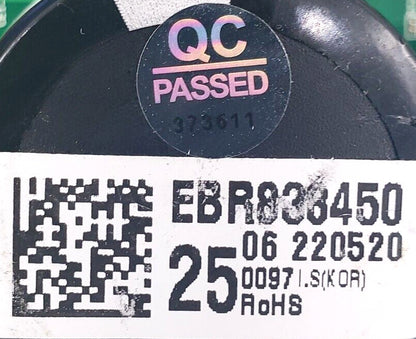 QC
PASSED
373611
EBR838450
25 06 220520
0097 I.S(KOR)
RoHS